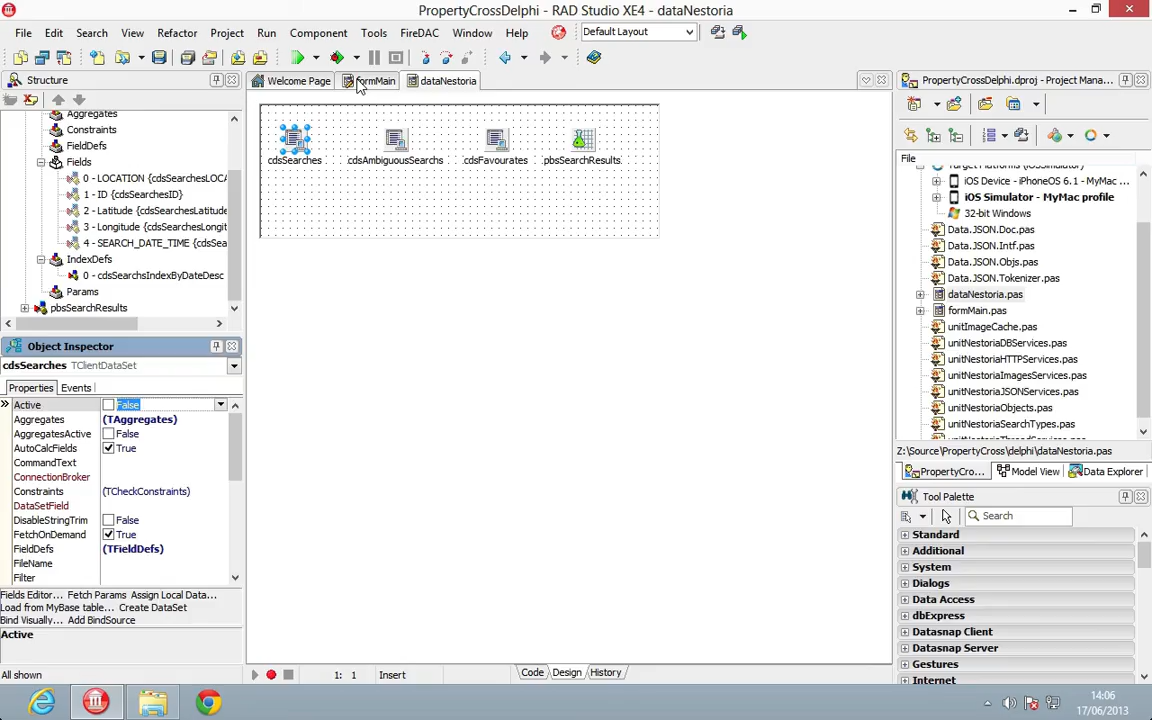 PropertyCrossDelphi - RAD Studio XE4 - dataNestoria
File Edit Search View Refactor Project Run Component Tools FireDAC Window Help Default Layout
Structure
Welcome Page formMain dataNestoria
PropertyCrossDelphi.dproj - Project Mana...
Aggregates
Constraints
FieldDefs
Fields
0 - LOCATION {cdsSearchesLOCA
1 - ID {cdsSearchesID}
2 - Latitude {cdsSearchesLatitude
3 - Longitude {cdsSearchesLongitu
4 - SEARCH_DATE_TIME {cdsSea
IndexDefs
0 - cdsSearchsIndexByDateDesc
Params
pbsSearchResults
cdsSearches cdsAmbiguousSearchs cdsFavourates pbsSearchResults
File
iOS Device - iPhoneOS 6.1 - MyMac ...
iOS Simulator - MyMac profile
32-bit Windows
Data.JSON.Doc.pas
Data.JSON.Intf.pas
Data.JSON.Objs.pas
Data.JSON.Tokenizer.pas
dataNestoria.pas
formMain.pas
unitImageCache.pas
unitNestoriaDBServices.pas
unitNestoriaHTTPServices.pas
unitNestoriaImagesServices.pas
unitNestoriaJSONServices.pas
unitNestoriaObjects.pas
unitNestoriaSearchTypes.pas
Z:\Source\PropertyCross\delphi\dataNestoria.pas
PropertyCro... Model View Data Explorer
Object Inspector
cdsSearches TClientDataSet
Properties Events
Active False
Aggregates (TAggregates)
AggregatesActive False
AutoCalcFields True
CommandText
ConnectionBroker
Constraints (TCheckConstraints)
DataSetField
DisableStringTrim False
FetchOnDemand True
FieldDefs (TFieldDefs)
FileName
Filter
Fields Editor... Fetch Params Assign Local Data...
Load from MyBase table... Create DataSet
Bind Visually... Add BindSource
Active
All shown
1: 1 Insert Code Design History
Tool Palette
Search
Standard
Additional
System
Dialogs
Data Access
dbExpress
Datasnap Client
Datasnap Server
Gestures
Internet
14:06
17/06/2013